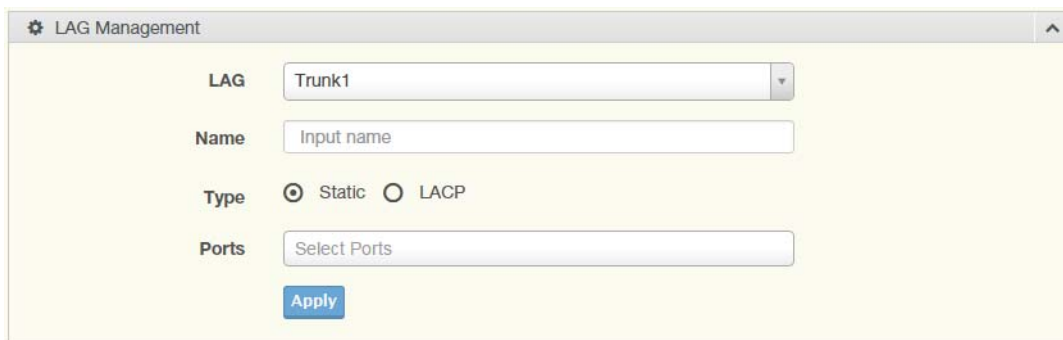 LAG Management
LAG Trunk1
Name Input name
Type Static LACP
Ports Select Ports
Apply